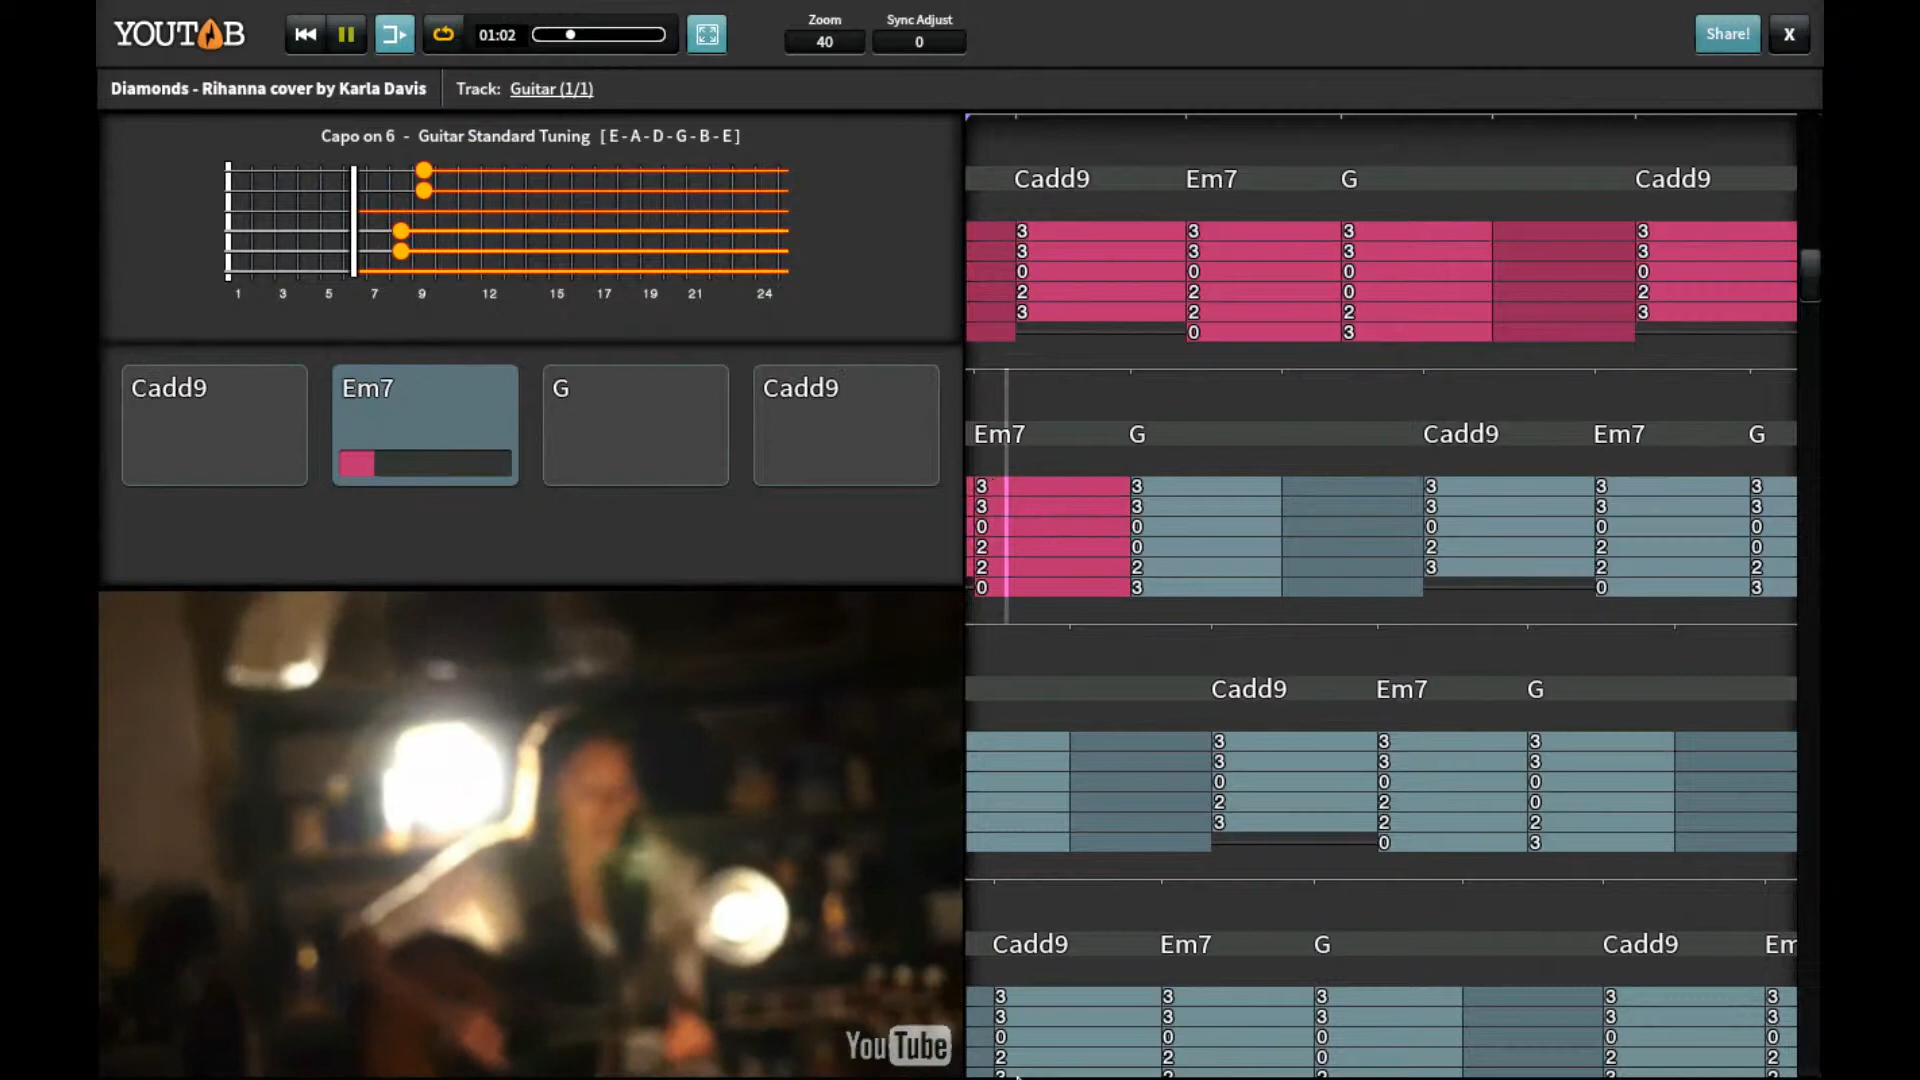 YOUTAB
01:02
Zoom
40
Sync Adjust
0
Share!
X
Diamonds - Rihanna cover by Karla Davis
Track: Guitar (1/1)
Capo on 6 - Guitar Standard Tuning [ E - A - D - G - B - E ]
1 3 5 7 9 12 15 17 19 21 24
Cadd9 Em7 G Cadd9
YouTube
Cadd9 Em7 G Cadd9
3 3 3 3
3 3 3 3
0 0 0 0
2 2 0 2
3 2 2 3
0 3
Em7 G Cadd9 Em7 G
3 3 3 3 3
3 3 3 3 3
0 0 0 0 0
2 0 2 2 0
2 2 3 2 2
0 3 0 3
Cadd9 Em7 G
3 3 3
3 3 3
0 0 0
2 2 0
3 2 2
0 3
Cadd9 Em7 G Cadd9 Em
3 3 3 3 3
3 3 3 3 3
0 0 0 0 0
2 2 0 2 2